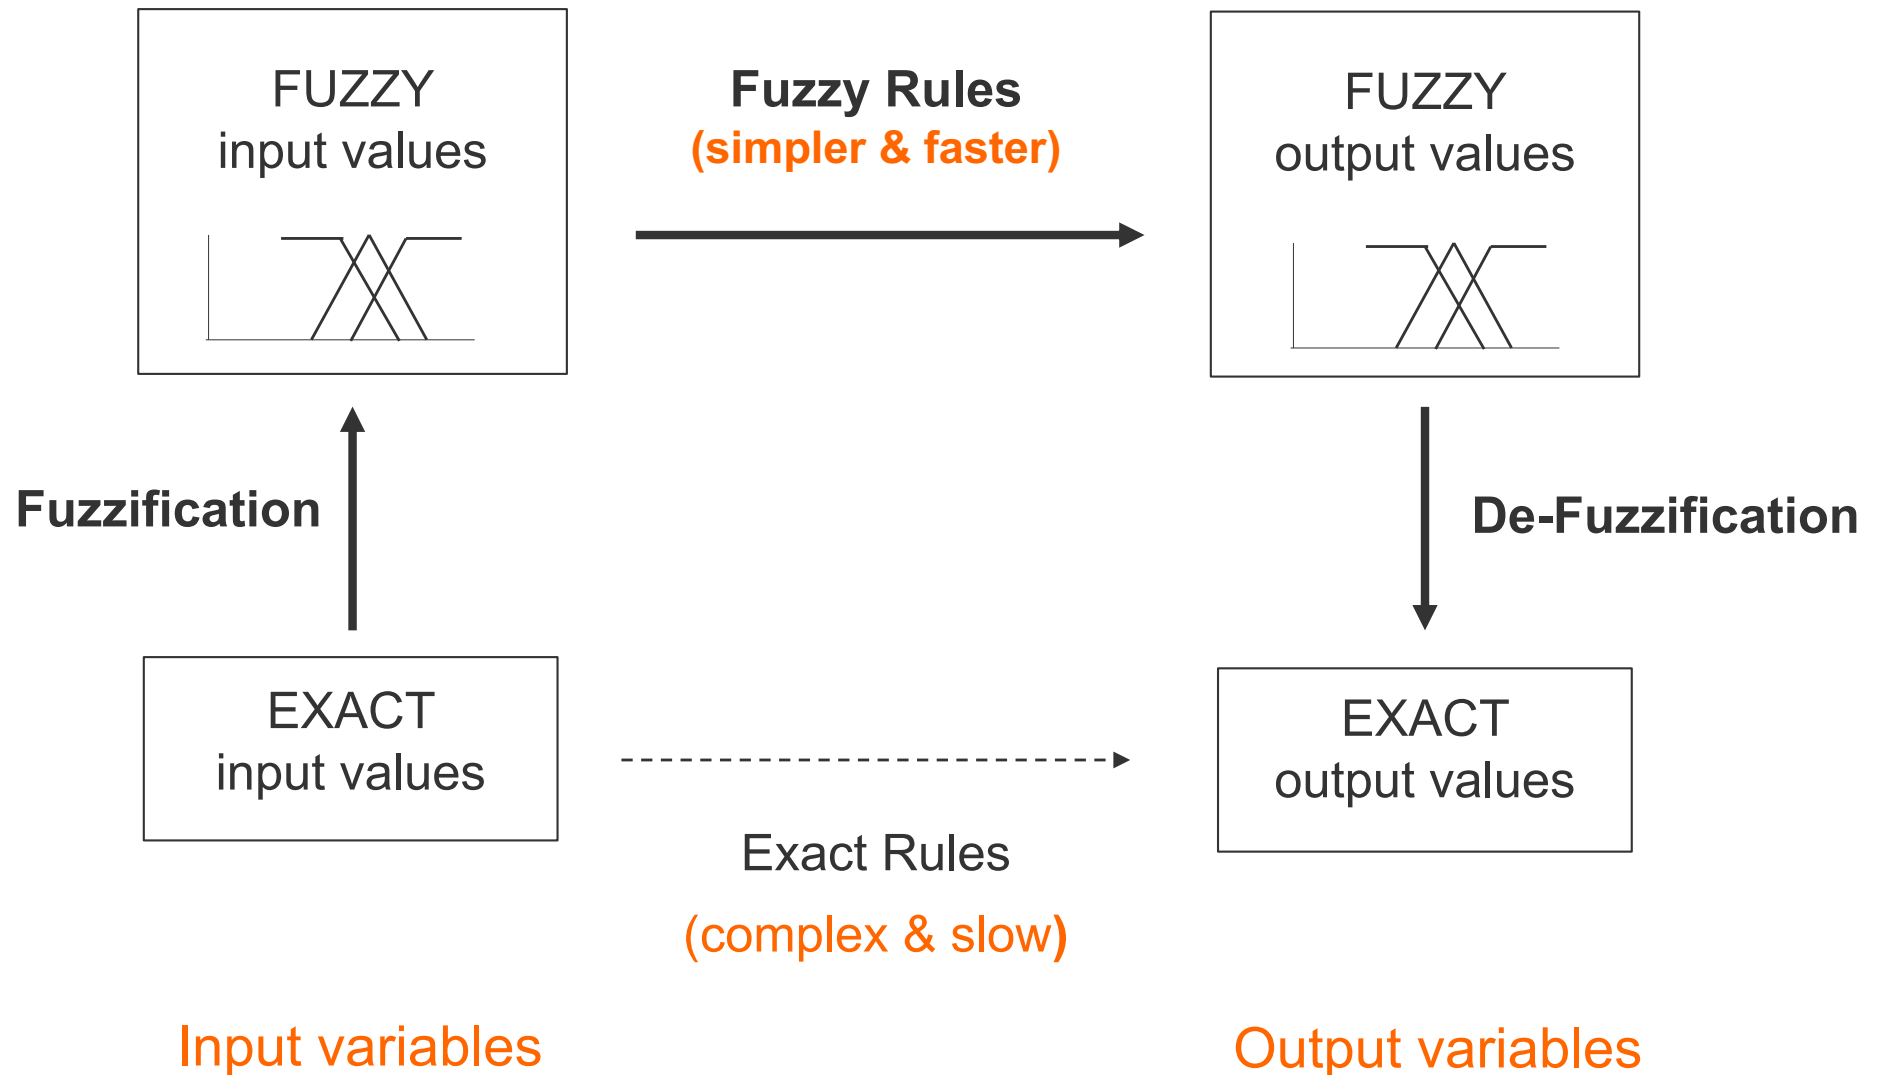 FUZZY
input values
Fuzzy Rules
(simpler & faster)
FUZZY
output values
Fuzzification
De-Fuzzification
EXACT
input values
EXACT
output values
Exact Rules
(complex & slow)
Input variables
Output variables